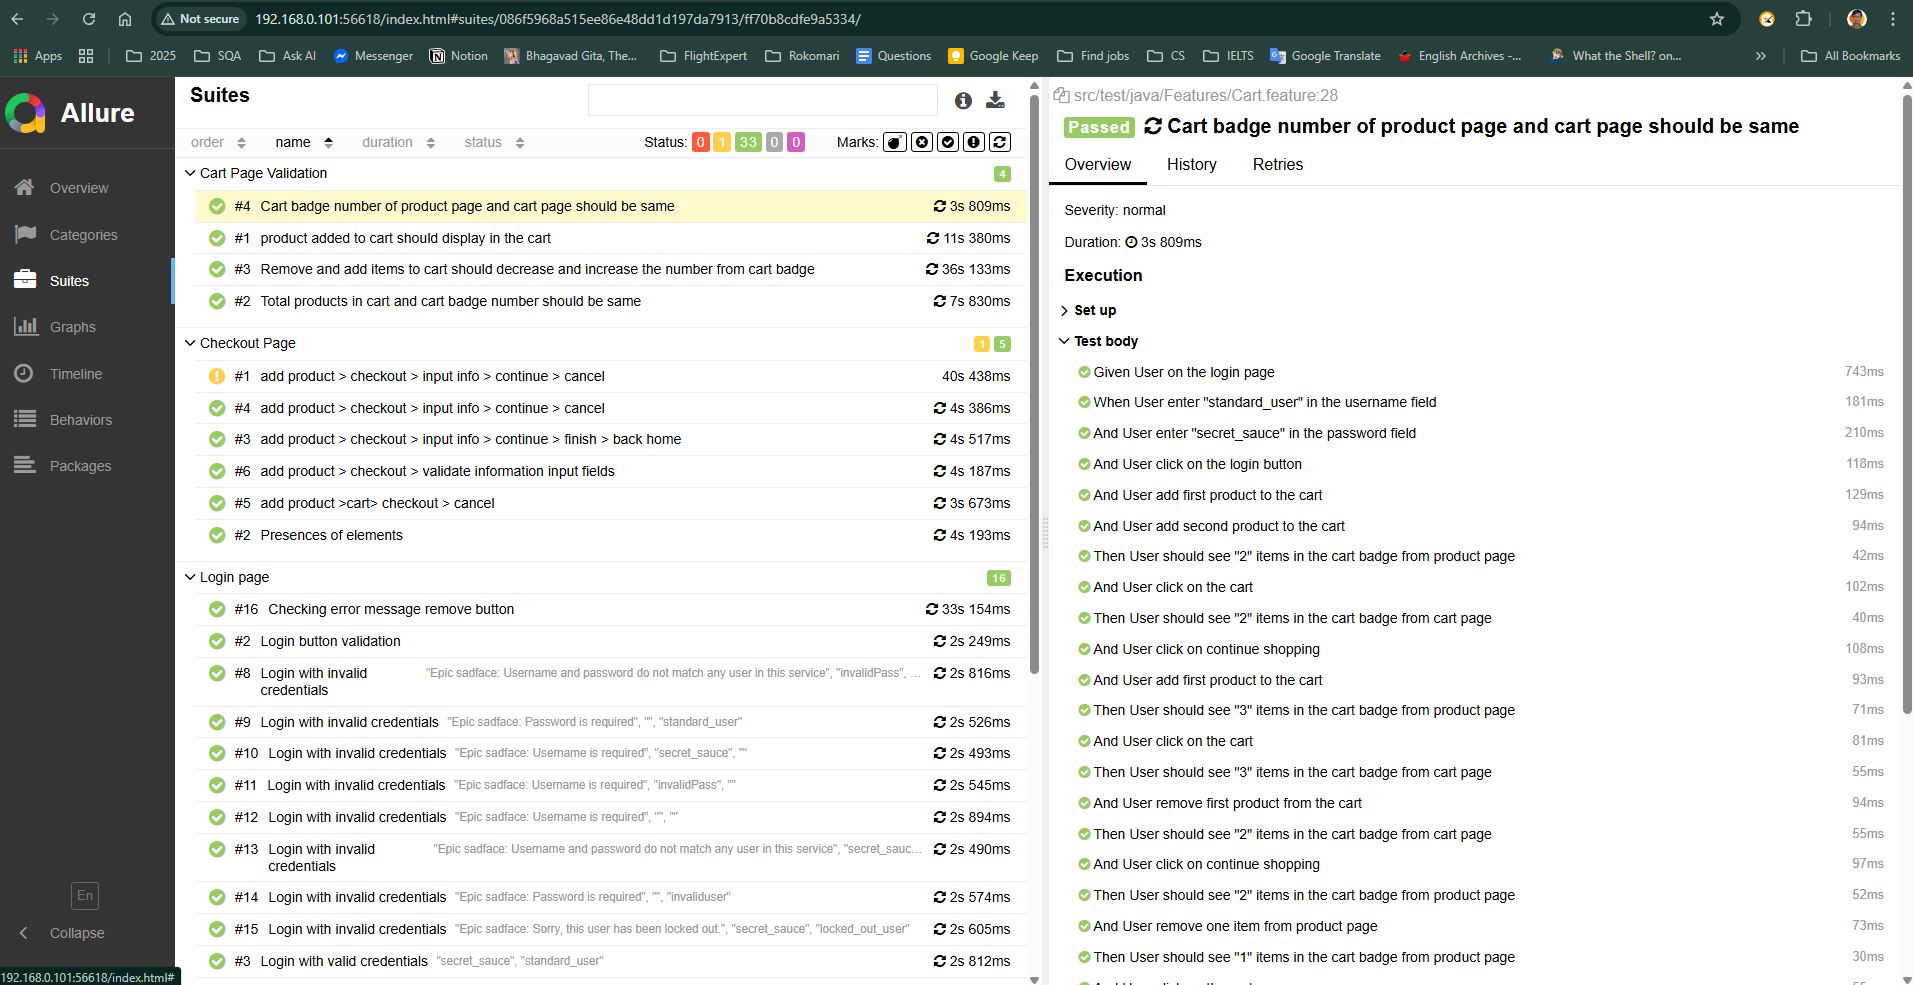 Not secure
192.168.0.101:56618/index.html#suites/086f5968a515ee86e48dd1d197da7913/ff70b8cdfe9a5334/
Apps 2025 SQA Ask AI Messenger Notion Bhagavad Gita, The... FlightExpert Rokomari Questions Google Keep Find jobs CS IELTS Google Translate English Archives -... What the Shell? on... » All Bookmarks
Allure
Overview
Categories
Suites
Graphs
Timeline
Behaviors
Packages
En
Collapse
192.168.0.101:56618/index.html#
Suites
order name duration status Status: 0 1 33 0 0 Marks:
Cart Page Validation 4
#4 Cart badge number of product page and cart page should be same 3s 809ms
#1 product added to cart should display in the cart 11s 380ms
#3 Remove and add items to cart should decrease and increase the number from cart badge 36s 133ms
#2 Total products in cart and cart badge number should be same 7s 830ms
Checkout Page 1 5
#1 add product > checkout > input info > continue > cancel 40s 438ms
#4 add product > checkout > input info > continue > cancel 4s 386ms
#3 add product > checkout > input info > continue > finish > back home 4s 517ms
#6 add product > checkout > validate information input fields 4s 187ms
#5 add product >cart> checkout > cancel 3s 673ms
#2 Presences of elements 4s 193ms
Login page 16
#16 Checking error message remove button 33s 154ms
#2 Login button validation 2s 249ms
#8 Login with invalid credentials "Epic sadface: Username and password do not match any user in this service", "invalidPass", ... 2s 816ms
#9 Login with invalid credentials "Epic sadface: Password is required", "", "standard_user" 2s 526ms
#10 Login with invalid credentials "Epic sadface: Username is required", "secret_sauce", "" 2s 493ms
#11 Login with invalid credentials "Epic sadface: Username is required", "invalidPass", "" 2s 545ms
#12 Login with invalid credentials "Epic sadface: Username is required", "", "" 2s 894ms
#13 Login with invalid credentials "Epic sadface: Username and password do not match any user in this service", "secret_sauc... 2s 490ms
#14 Login with invalid credentials "Epic sadface: Password is required", "", "invaliduser" 2s 574ms
#15 Login with invalid credentials "Epic sadface: Sorry, this user has been locked out.", "secret_sauce", "locked_out_user" 2s 605ms
#3 Login with valid credentials "secret_sauce", "standard_user" 2s 812ms
src/test/java/Features/Cart.feature:28
Passed Cart badge number of product page and cart page should be same
Overview History Retries
Severity: normal
Duration: 3s 809ms
Execution
Set up
Test body
Given User on the login page 743ms
When User enter "standard_user" in the username field 181ms
And User enter "secret_sauce" in the password field 210ms
And User click on the login button 118ms
And User add first product to the cart 129ms
And User add second product to the cart 94ms
Then User should see "2" items in the cart badge from product page 42ms
And User click on the cart 102ms
Then User should see "2" items in the cart badge from cart page 40ms
And User click on continue shopping 108ms
And User add first product to the cart 93ms
Then User should see "3" items in the cart badge from product page 71ms
And User click on the cart 81ms
Then User should see "3" items in the cart badge from cart page 55ms
And User remove first product from the cart 94ms
Then User should see "2" items in the cart badge from cart page 55ms
And User click on continue shopping 97ms
Then User should see "2" items in the cart badge from product page 52ms
And User remove one item from product page 73ms
Then User should see "1" items in the cart badge from product page 30ms